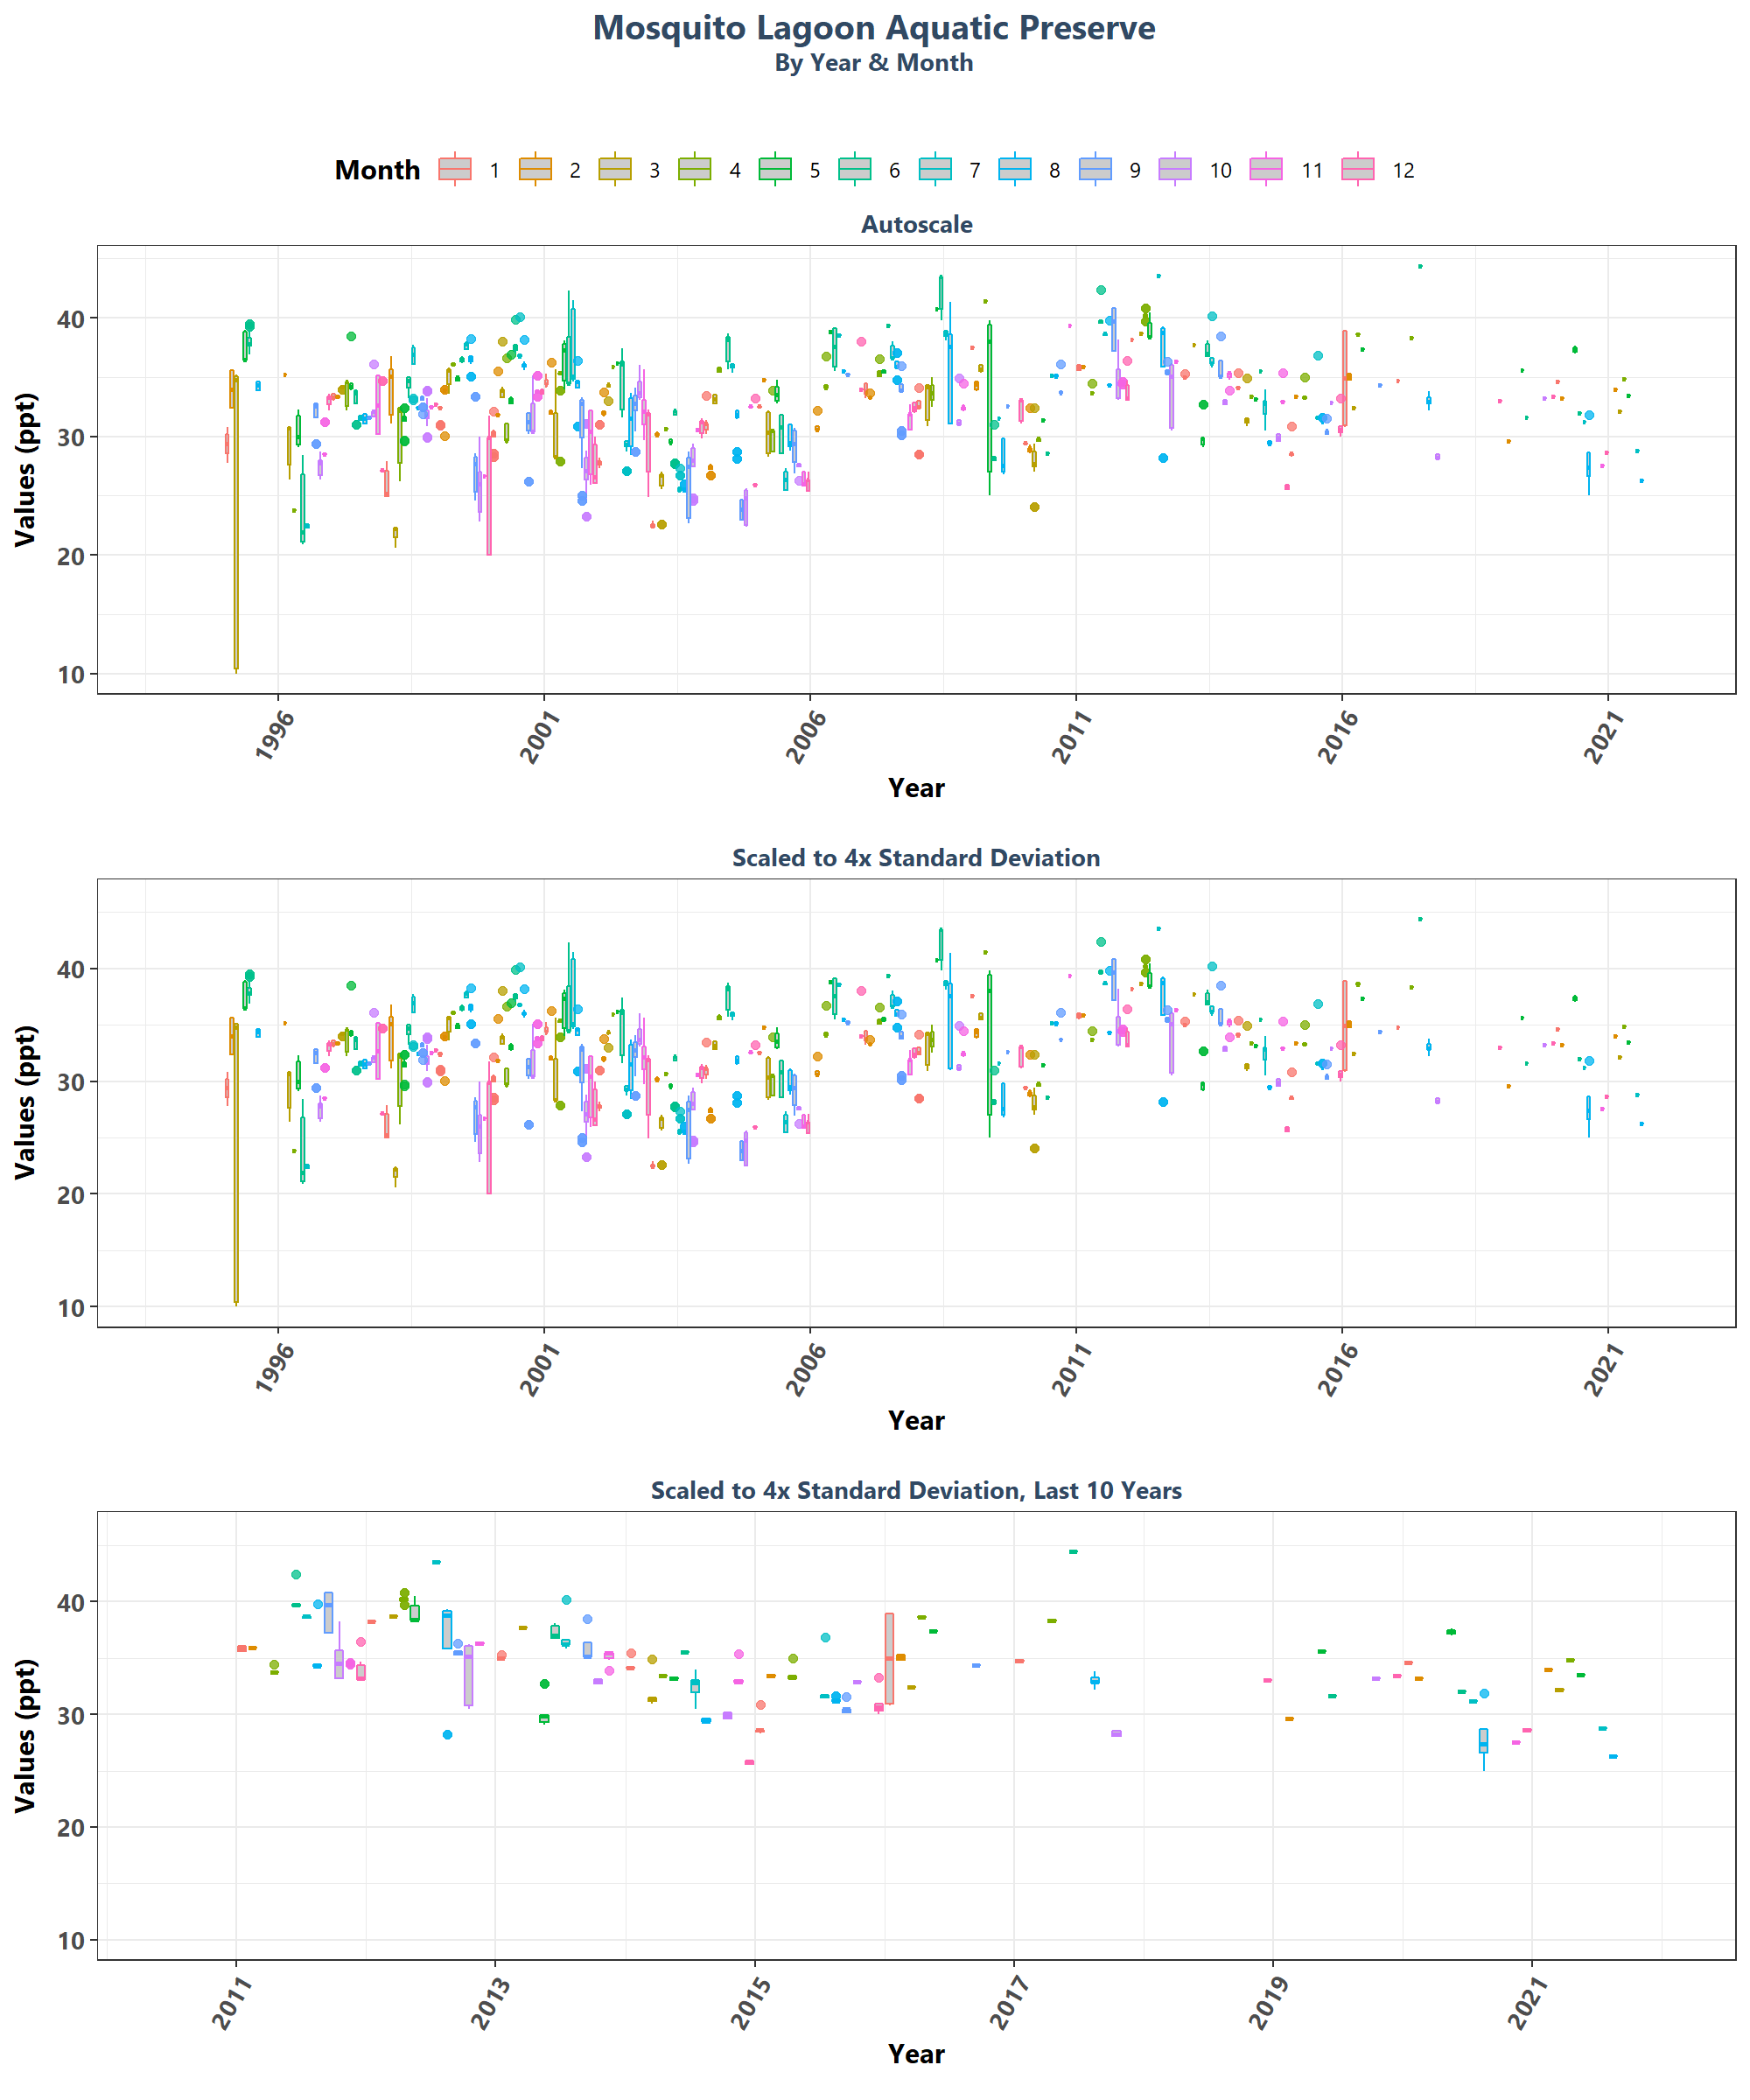 Mosquito Lagoon Aquatic Preserve
By Year & Month
Month 1 2 3 4 5 6 7 8 9 10 11 12
Autoscale
Values (ppt)
40
30
20
10
1996 2001 2006 2011 2016 2021
Year
Scaled to 4x Standard Deviation
Values (ppt)
40
30
20
10
1996 2001 2006 2011 2016 2021
Year
Scaled to 4x Standard Deviation, Last 10 Years
Values (ppt)
40
30
20
10
2011 2013 2015 2017 2019 2021
Year